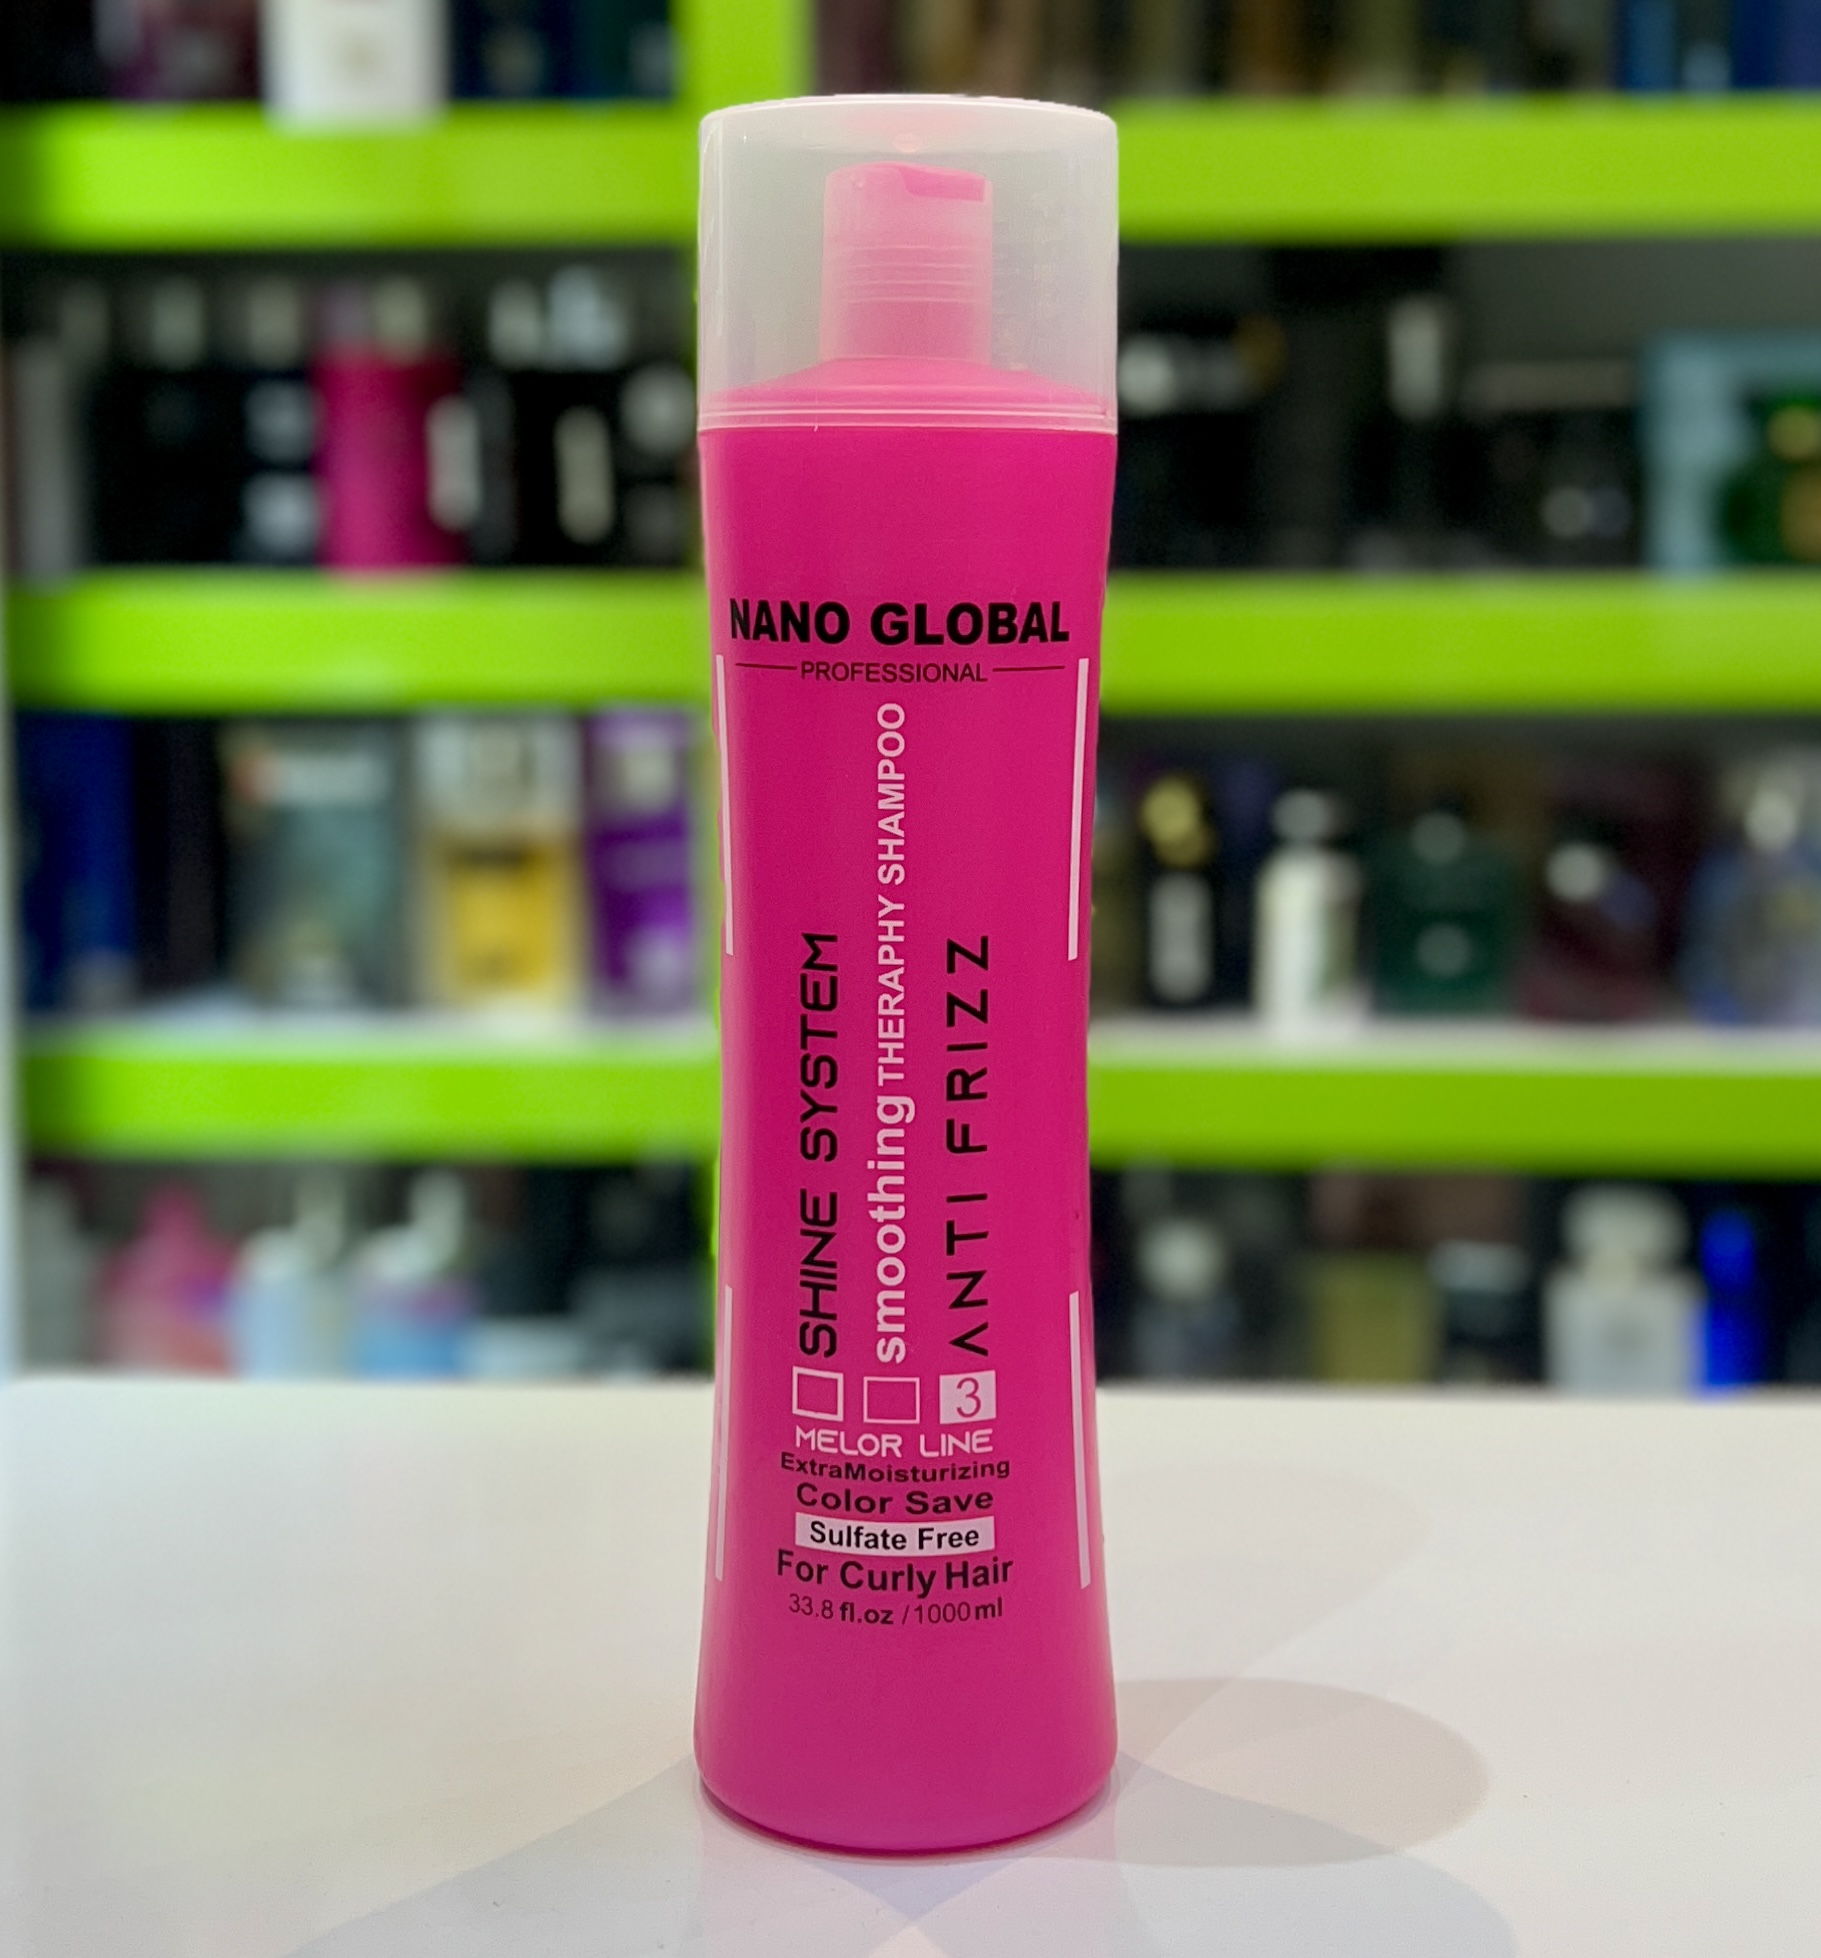 NANO GLOBAL
PROFESSIONAL
SHINE SYSTEM
smoothing THERAPHY SHAMPOO
ANTI FRIZZ
3
MELOR LINE
ExtraMoisturizing
Color Save
Sulfate Free
For Curly Hair
33.8 fl.oz / 1000 ml